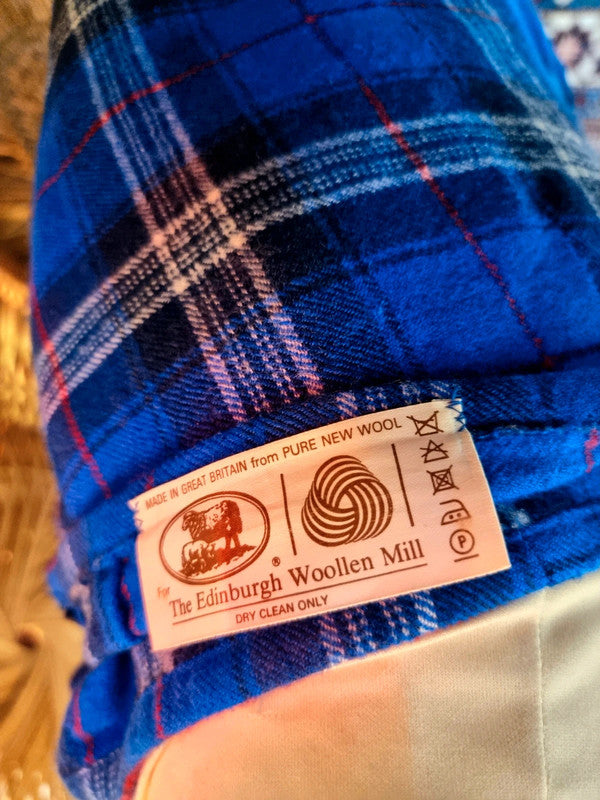 MADE IN GREAT BRITAIN from PURE NEW WOOL
®
For The Edinburgh Woollen Mill
DRY CLEAN ONLY
P